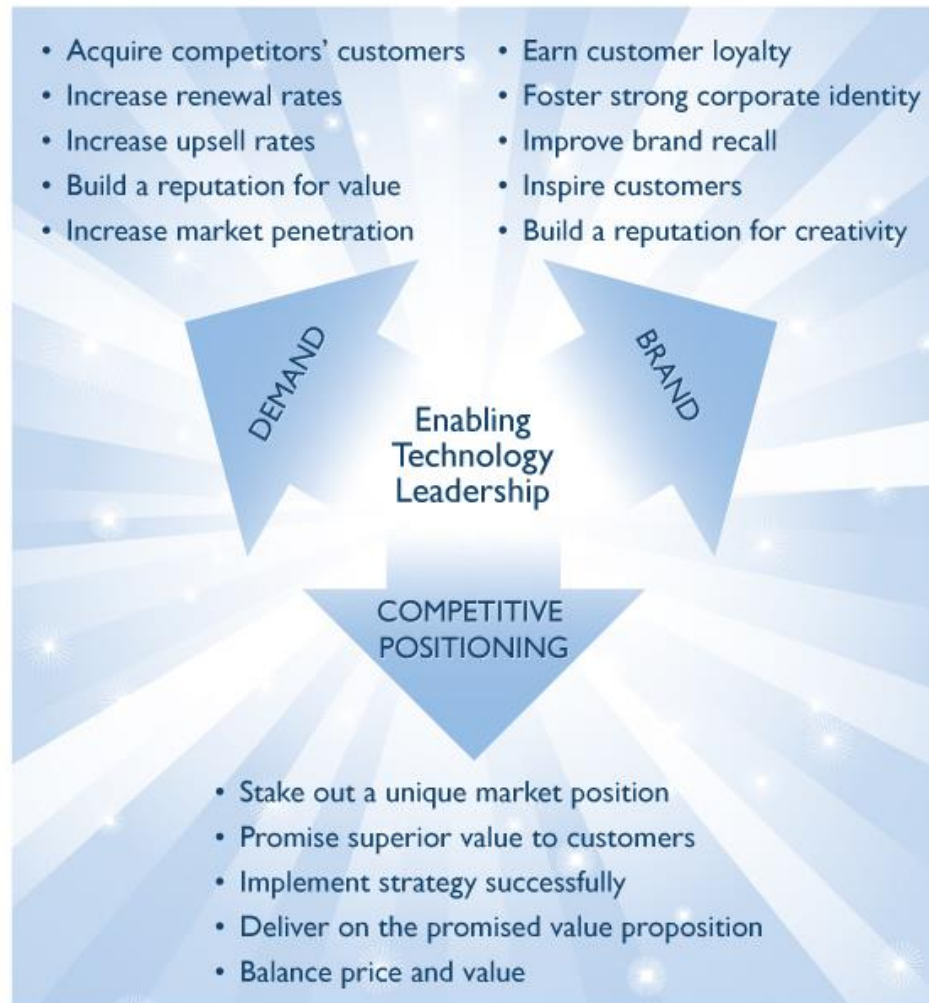 • Acquire competitors’ customers
• Increase renewal rates
• Increase upsell rates
• Build a reputation for value
• Increase market penetration
• Earn customer loyalty
• Foster strong corporate identity
• Improve brand recall
• Inspire customers
• Build a reputation for creativity
DEMAND
BRAND
Enabling
Technology
Leadership
COMPETITIVE
POSITIONING
• Stake out a unique market position
• Promise superior value to customers
• Implement strategy successfully
• Deliver on the promised value proposition
• Balance price and value